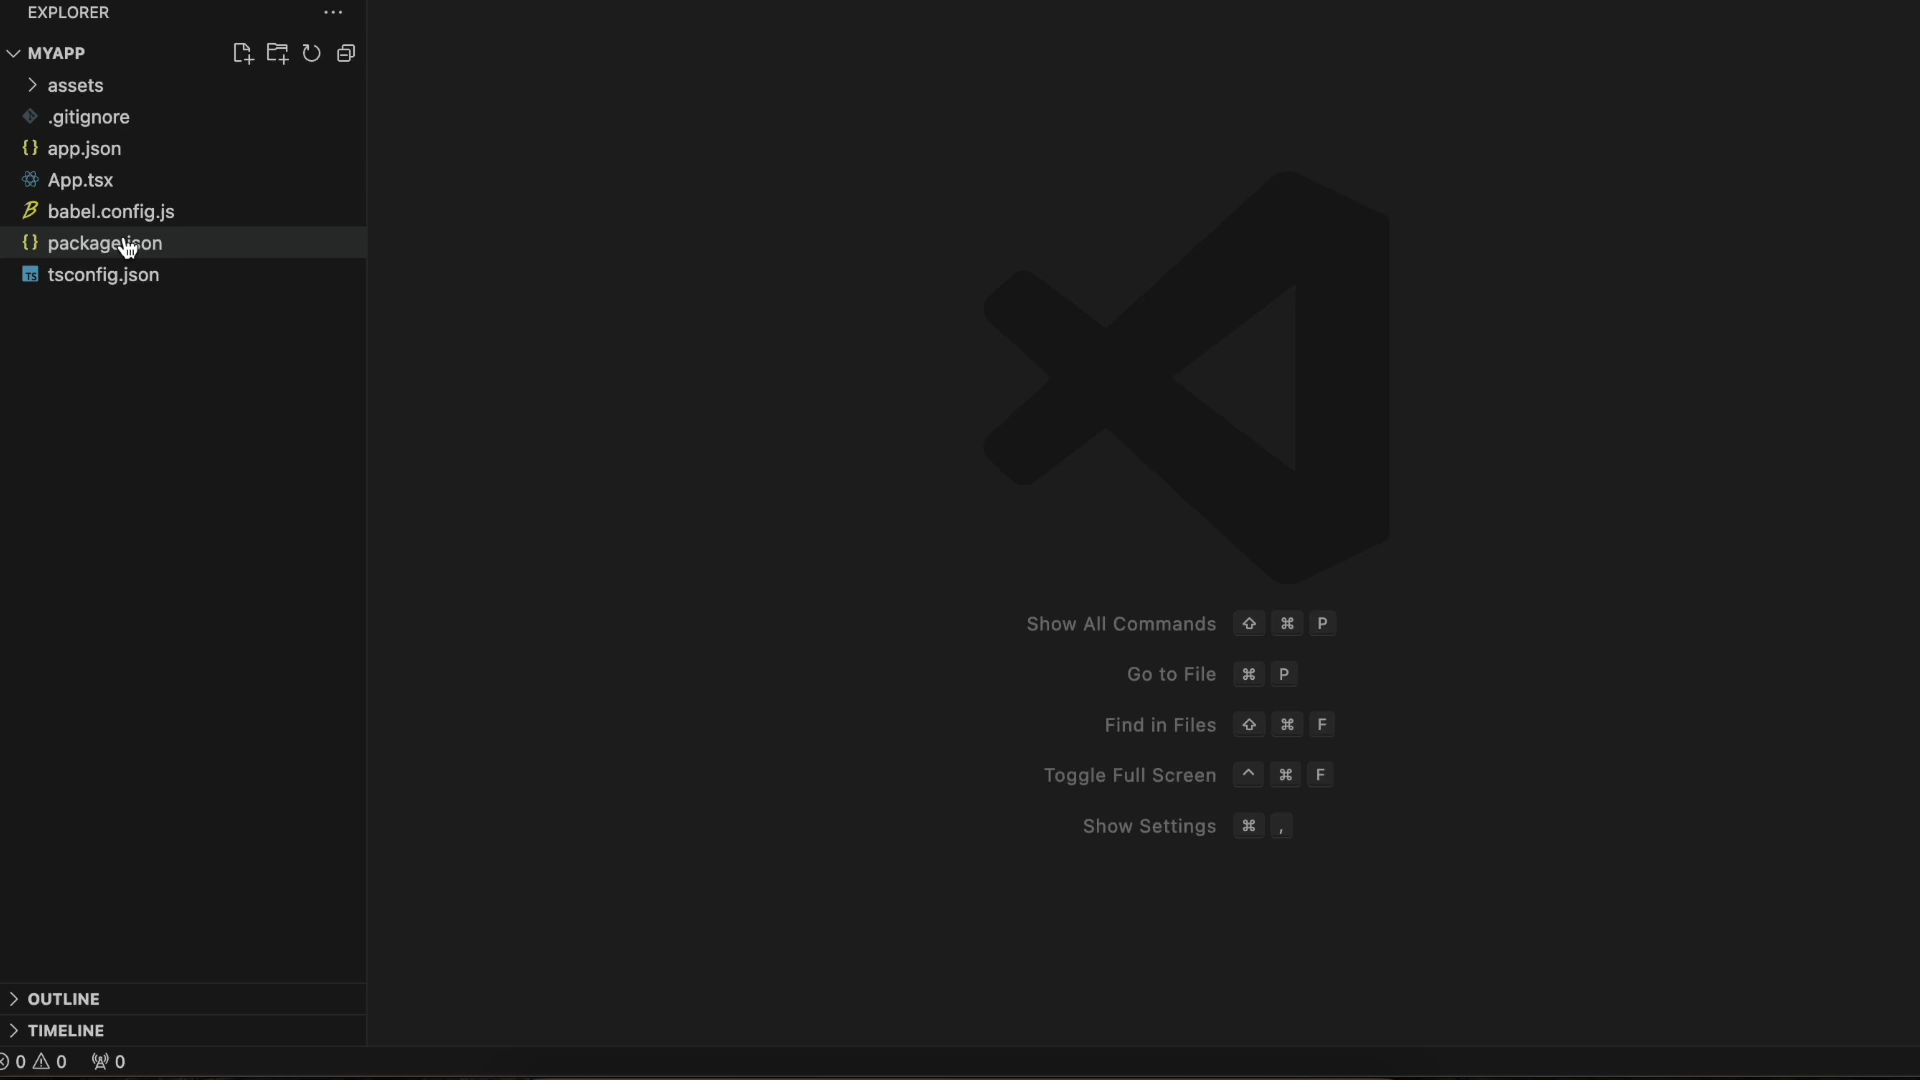 EXPLORER
MYAPP
assets
.gitignore
app.json
App.tsx
babel.config.js
package.json
tsconfig.json
Show All Commands ⇧ ⌘ P
Go to File ⌘ P
Find in Files ⇧ ⌘ F
Toggle Full Screen ^ ⌘ F
Show Settings ⌘ ,
OUTLINE
TIMELINE
0 0 0